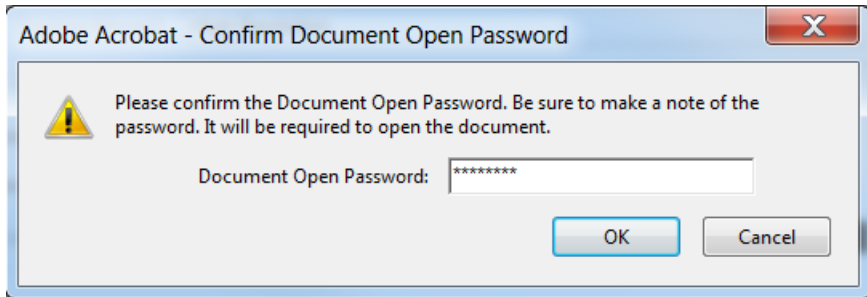 Adobe Acrobat - Confirm Document Open Password
Please confirm the Document Open Password. Be sure to make a note of the
password. It will be required to open the document.
Document Open Password: ********
OK Cancel